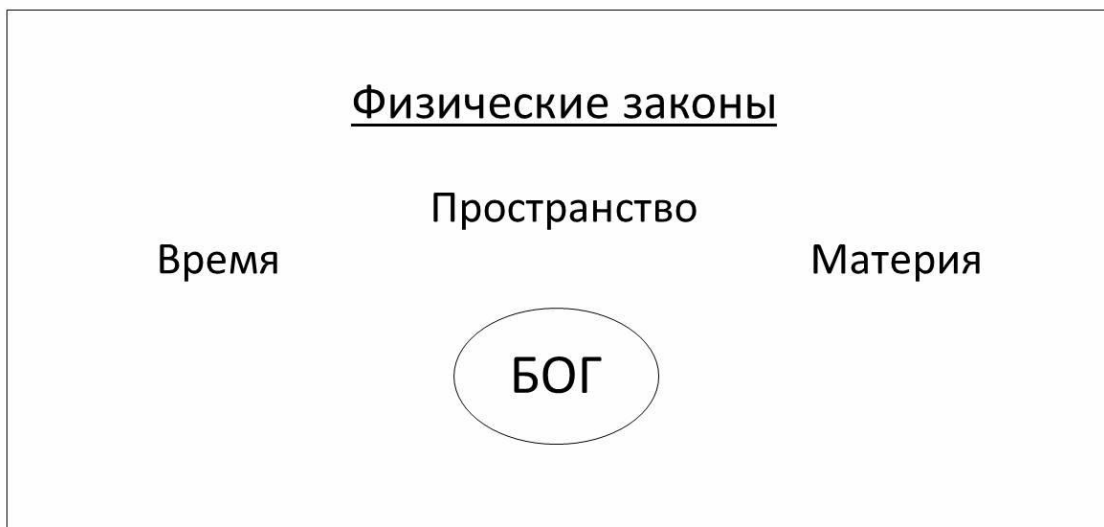 Физические законы
Пространство
Время
Материя
БОГ